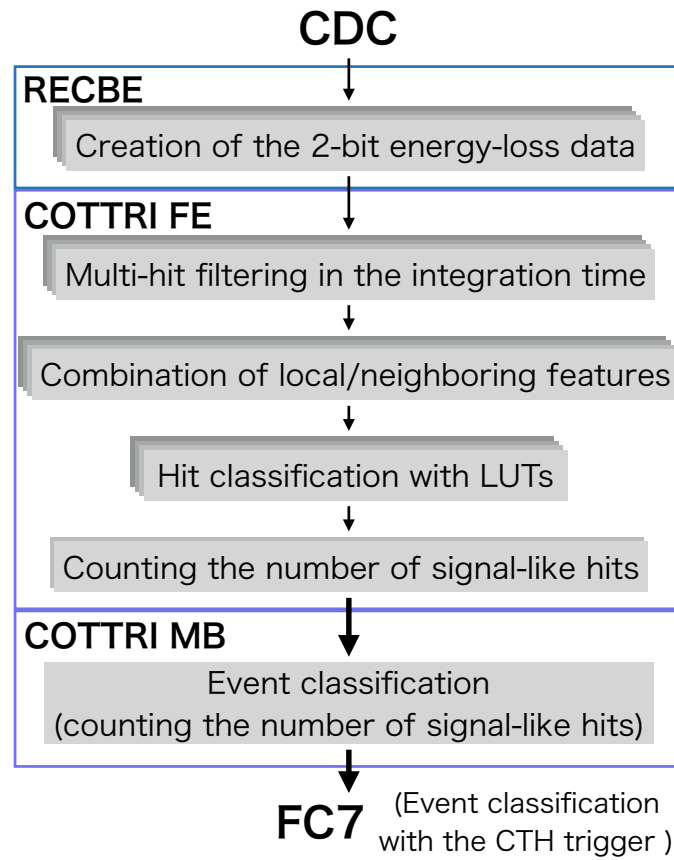 CDC
RECBE
Creation of the 2-bit energy-loss data
COTTRI FE
Multi-hit filtering in the integration time
Combination of local/neighboring features
Hit classification with LUTs
Counting the number of signal-like hits
COTTRI MB
Event classification
(counting the number of signal-like hits)
FC7
(Event classification
with the CTH trigger )